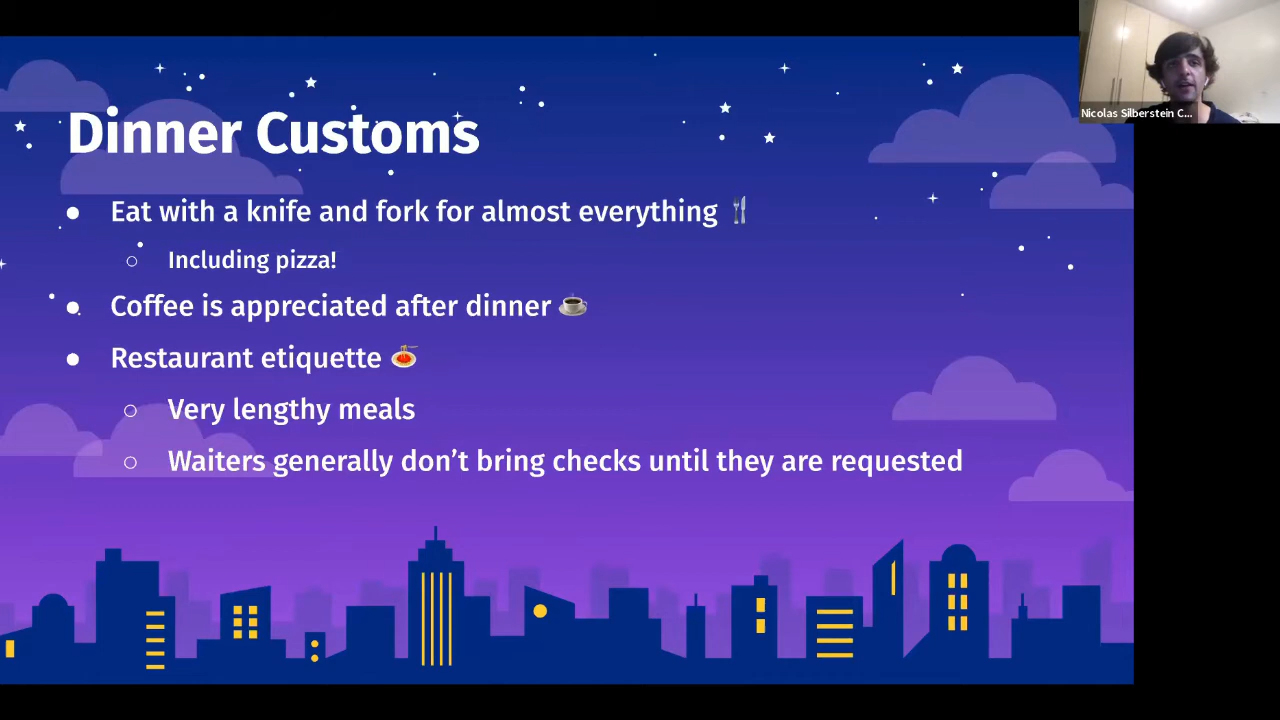 Dinner Customs
● Eat with a knife and fork for almost everything 🍴
○ Including pizza!
● Coffee is appreciated after dinner ☕
● Restaurant etiquette 🍝
○ Very lengthy meals
○ Waiters generally don’t bring checks until they are requested
Nicolas Silberstein C...